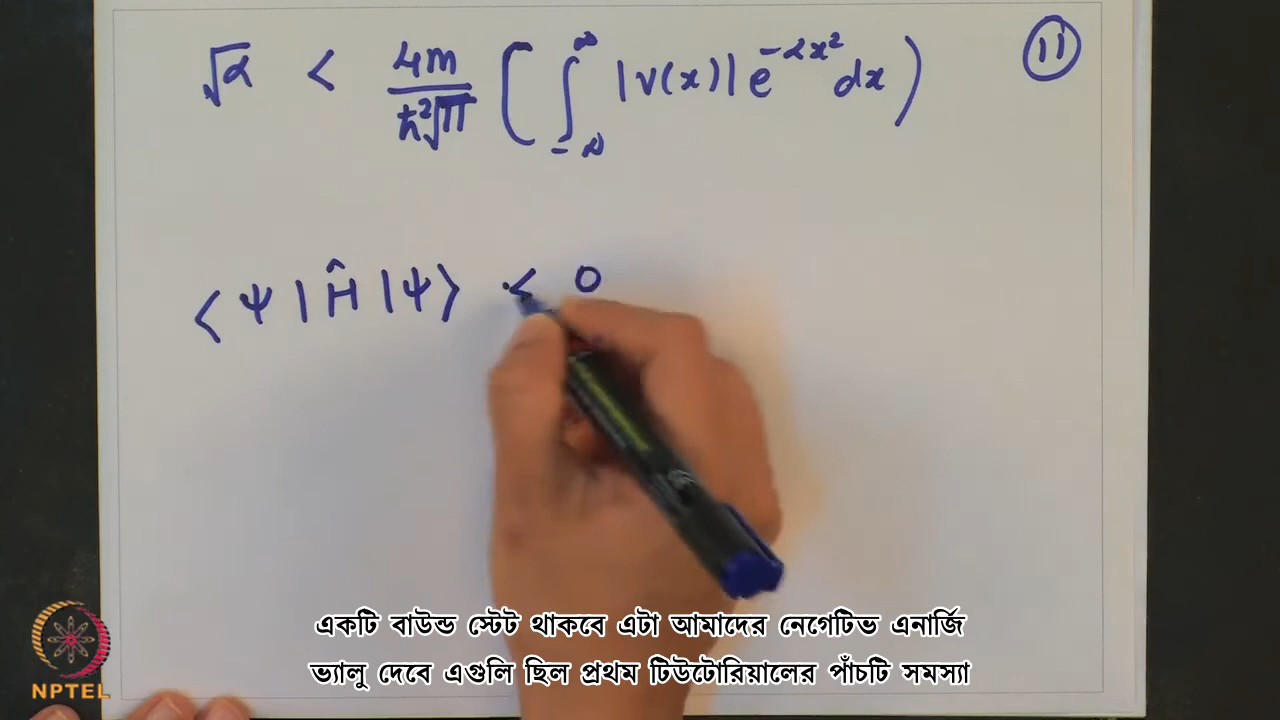 √α < 4m / ħ²√π ( ∫_{-∞}^{∞} |V(x)| e^{-αx²} dx ) ⑪
⟨ Ψ | Ĥ | Ψ ⟩ < 0
একটি বাউন্ড স্টেট থাকবে এটা আমাদের নেগেটিভ এনার্জি
ভ্যালু দেবে এগুলি ছিল প্রথম টিউটোরিয়ালের পাঁচটি সমস্যা
NPTEL